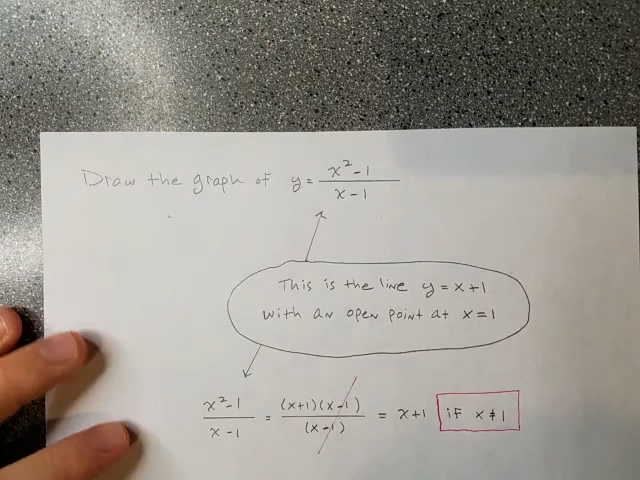 Draw the graph of y = x²-1 / x-1
This is the line y = x+1
with an open point at x=1
x²-1 / x-1 = (x+1)(x-1) / (x-1) = x+1 if x≠1